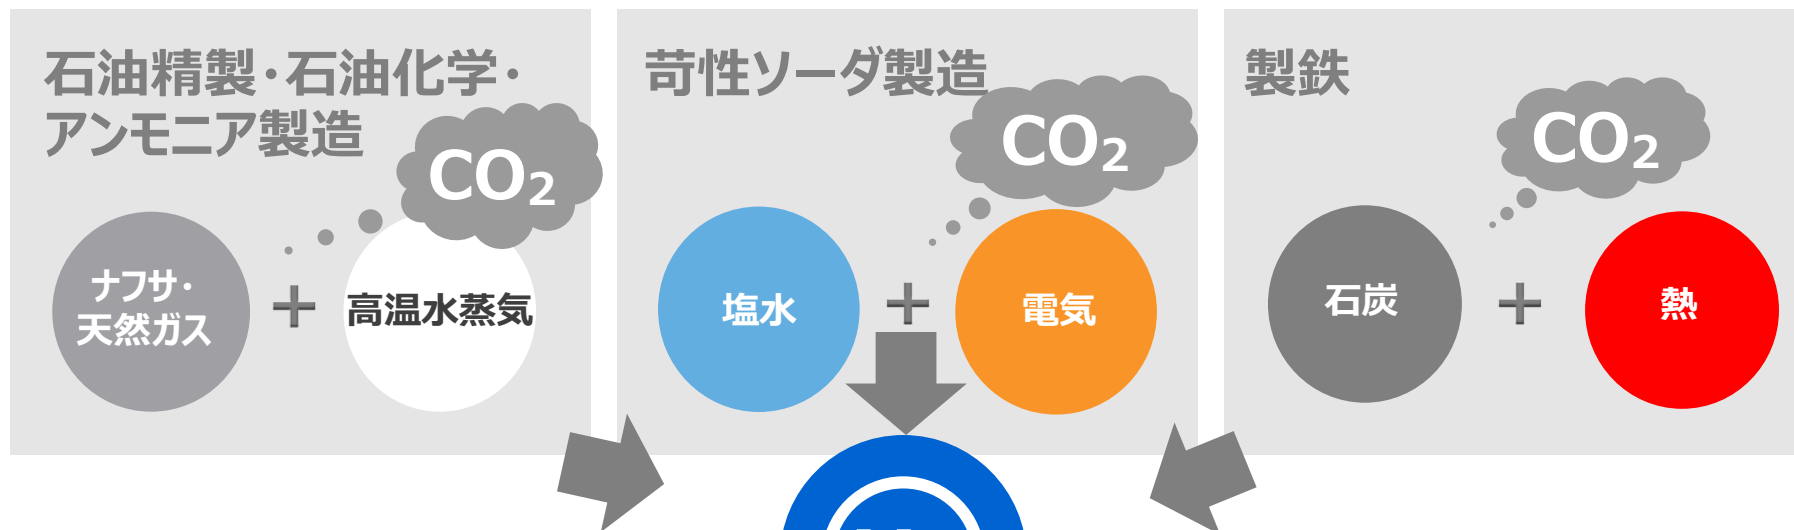 石油精製・石油化学・
アンモニア製造
CO2
ナフサ・
天然ガス
+
高温水蒸気
苛性ソーダ製造
CO2
塩水
+
電気
製鉄
CO2
石炭
+
熱